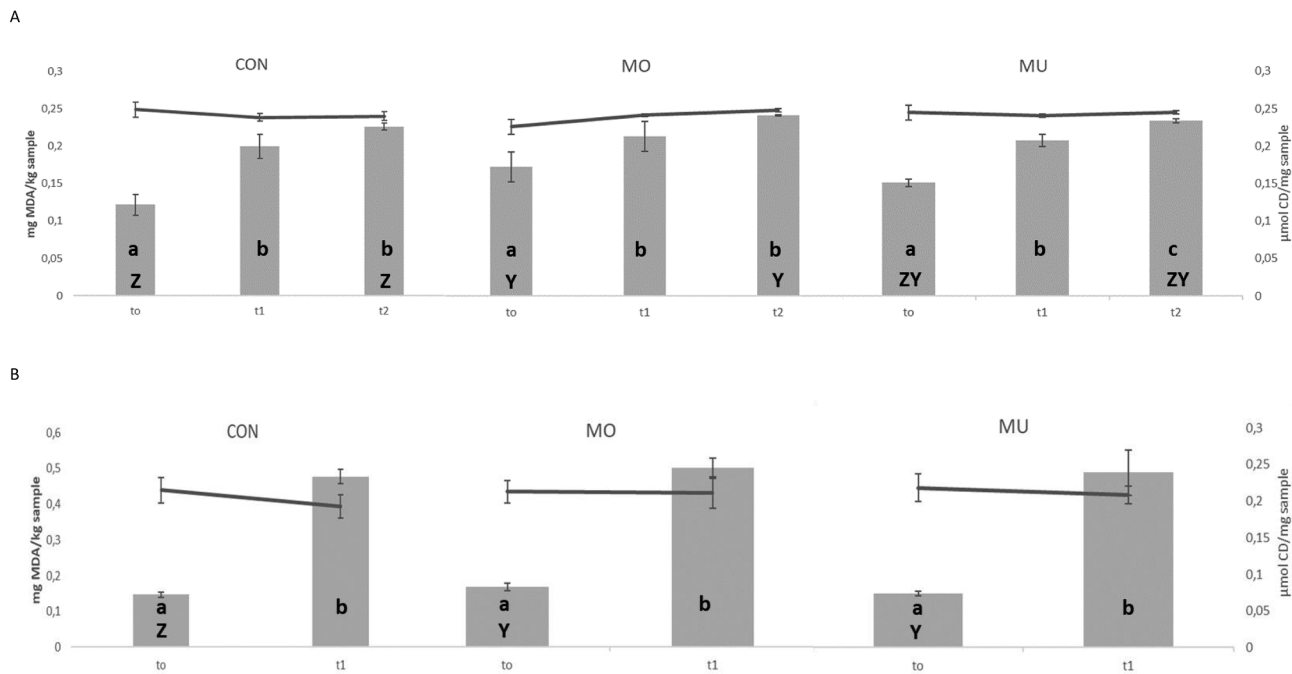 A
CON MO MU
0,3 0,3
0,25 0,25
0,2 0,2
0,15 0,15
0,1 0,1
0,05 0,05
0 0
mg MDA/kg sample
µmol CD/mg sample
a b b a b b a b c
Z Z Y Y ZY ZY
to t1 t2 to t1 t2 to t1 t2
B
CON MO MU
0,6 0,3
0,5 0,25
0,4 0,2
0,3 0,15
0,2 0,1
0,1 0,05
0 0
mg MDA/kg sample
µmol CD/mg sample
a b a b a b
Z Y Y
to t1 to t1 to t1